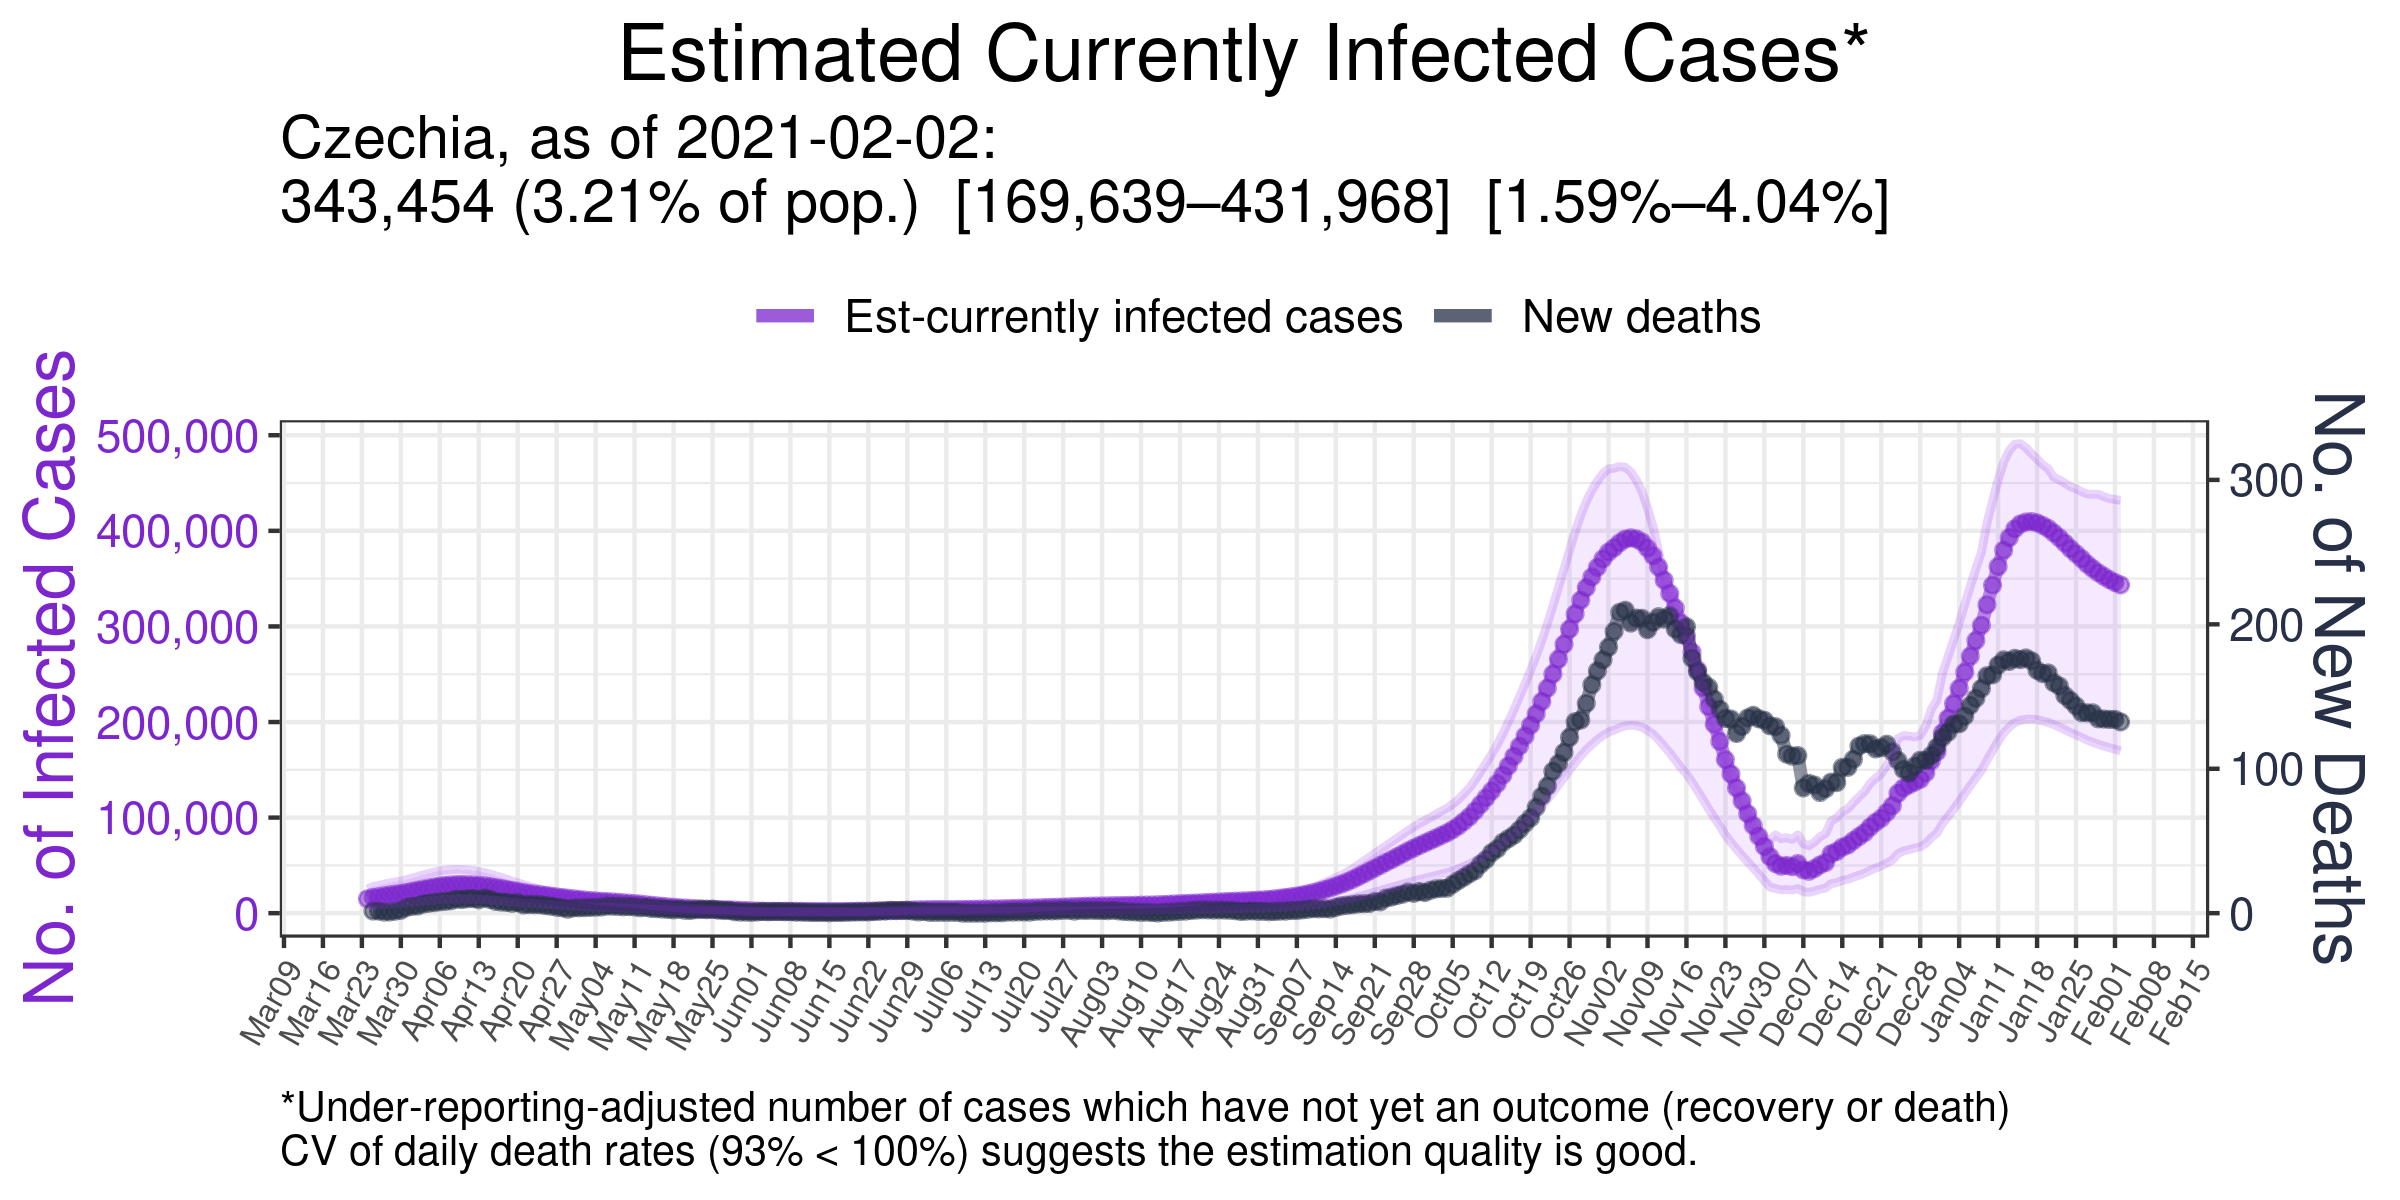 Estimated Currently Infected Cases*
Czechia, as of 2021-02-02:
343,454 (3.21% of pop.) [169,639–431,968] [1.59%–4.04%]
Est-currently infected cases
New deaths
No. of Infected Cases
500,000
400,000
300,000
200,000
100,000
0
No. of New Deaths
300
200
100
0
Mar09
Mar16
Mar23
Mar30
Apr06
Apr13
Apr20
Apr27
May04
May11
May18
May25
Jun01
Jun08
Jun15
Jun22
Jun29
Jul06
Jul13
Jul20
Jul27
Aug03
Aug10
Aug17
Aug24
Aug31
Sep07
Sep14
Sep21
Sep28
Oct05
Oct12
Oct19
Oct26
Nov02
Nov09
Nov16
Nov23
Nov30
Dec07
Dec14
Dec21
Dec28
Jan04
Jan11
Jan18
Jan25
Feb01
Feb08
Feb15
*Under-reporting-adjusted number of cases which have not yet an outcome (recovery or death)
CV of daily death rates (93% < 100%) suggests the estimation quality is good.